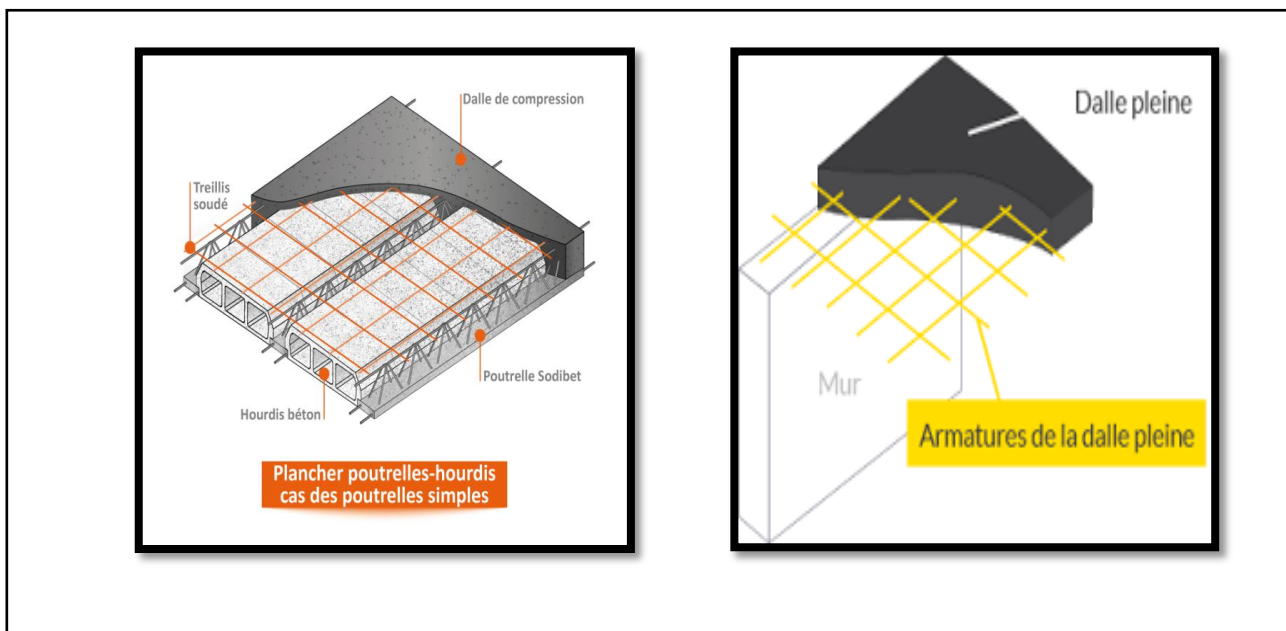 Dalle de compression
Treillis
soudé
Poutrelle Sodibet
Hourdis béton
Plancher poutrelles-hourdis
cas des poutrelles simples
Dalle pleine
Mur
Armatures de la dalle pleine